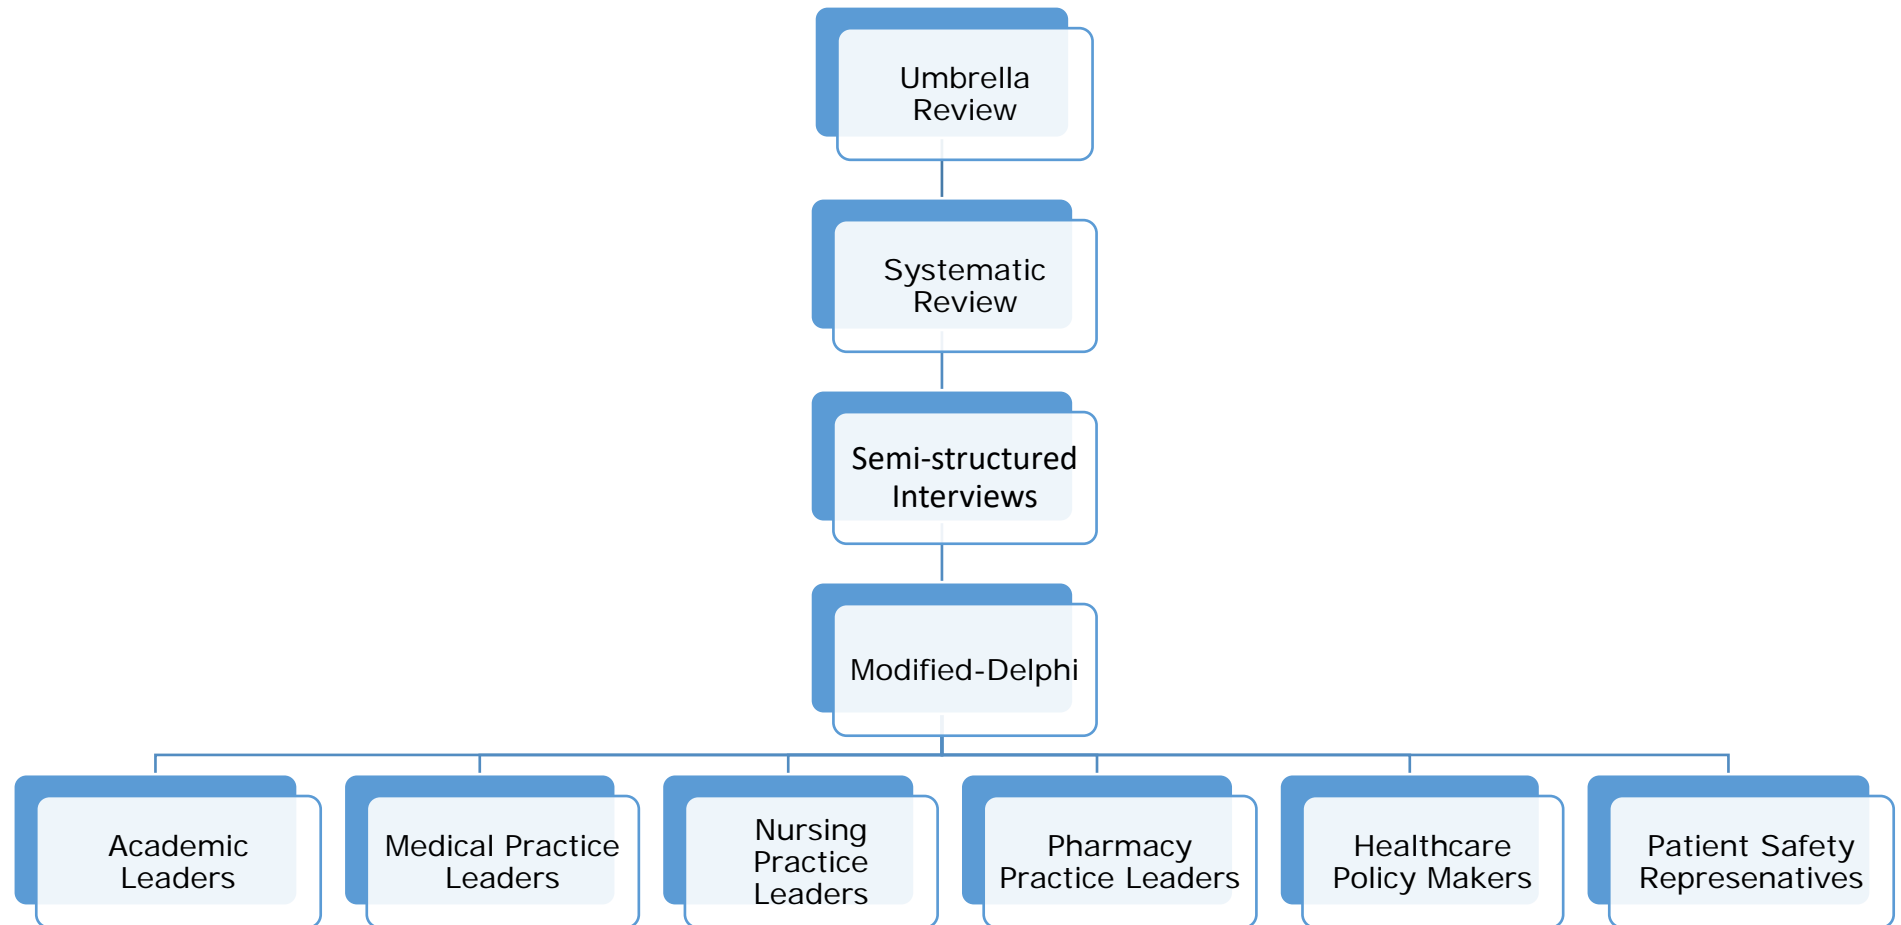 Umbrella
Review
Systematic
Review
Semi-structured
Interviews
Modified-Delphi
Academic
Leaders
Medical Practice
Leaders
Nursing
Practice
Leaders
Pharmacy
Practice Leaders
Healthcare
Policy Makers
Patient Safety
Represenatives